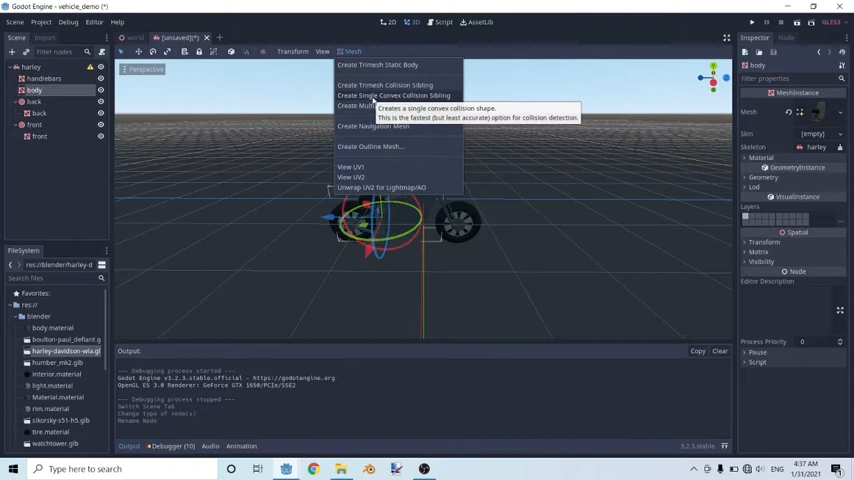 Godot Engine - vehicle_demo (*)
Scene Project Debug Editor Help
2D 3D Script AssetLib
GLES3
Scene Import
[unsaved](*)
Inspector Node
Filter nodes
Transform View Mesh
harley
handlebars
body
back
back
front
front
Perspective
Create Trimesh Static Body
Create Trimesh Collision Sibling
Create Single Convex Collision Sibling
Create Mult
Creates a single convex collision shape.
This is the fastest (but least accurate) option for collision detection.
Create Navigation Mesh
Create Outline Mesh...
View UV1
View UV2
Unwrap UV2 for Lightmap/AO
body
Filter properties
MeshInstance
Mesh
Skin [empty]
Skeleton harley
Material
GeometryInstance
Geometry
Lod
VisualInstance
Layers
Spatial
Transform
Matrix
Visibility
Node
Editor Description
Process Priority 0
Pause
Script
FileSystem
res://blender/harley-d
Search files
Favorites:
res://
blender
body.material
boulton-paul_defiant.g
harley-davidson-wla.gl
humber_mk2.glb
interior.material
light.material
Material.material
rim.material
sikorsky-s51-h5.glb
tire.material
watchtower.glb
Output: Copy Clear
--- Debugging process started ---
Godot Engine v3.2.3.stable.official - https://godotengine.org
OpenGL ES 3.0 Renderer: GeForce GTX 1650/PCIe/SSE2
--- Debugging process stopped ---
Switch Scene Tab
Change type of node(s)
Rename Node
Output Debugger (10) Audio Animation 3.2.3.stable
Type here to search
4:37 AM
1/31/2021